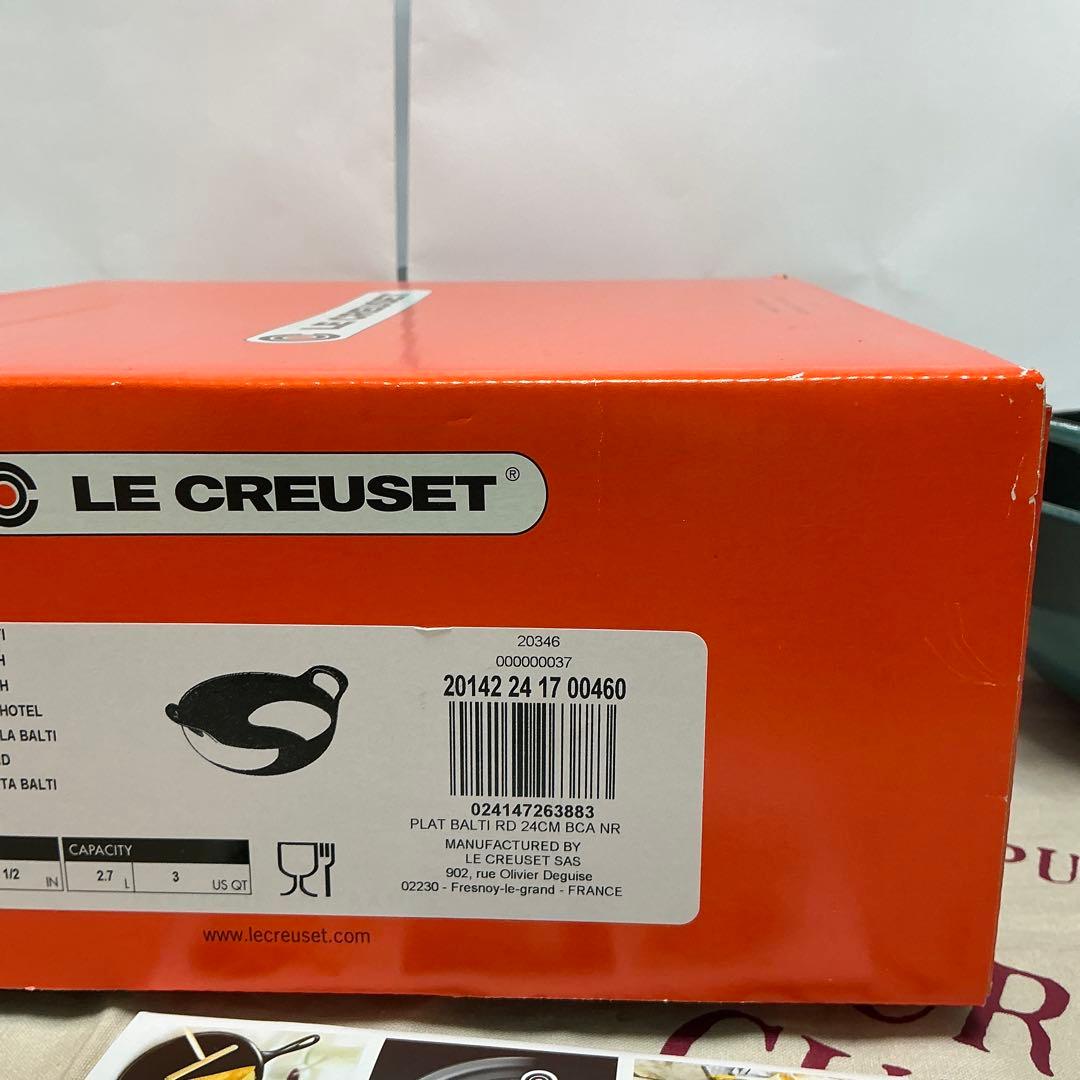 LE CREUSET
LE CREUSET®
I
H
H
HOTEL
LA BALTI
D
TA BALTI
20346
000000037
20142 24 17 00460
024147263883
PLAT BALTI RD 24CM BCA NR
MANUFACTURED BY
LE CREUSET SAS
902, rue Olivier Deguise
02230 - Fresnoy-le-grand - FRANCE
CAPACITY
1/2 IN 2.7 L 3 US QT
www.lecreuset.com
PU